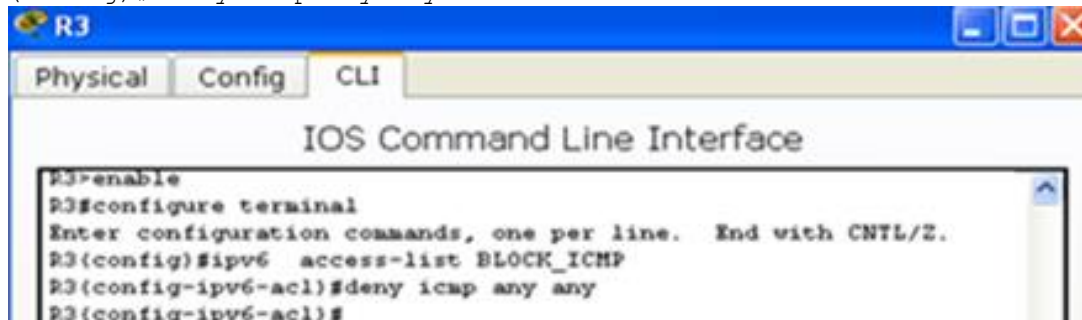 R3
Physical Config CLI
IOS Command Line Interface
R3>enable
R3#configure terminal
Enter configuration commands, one per line.  End with CNTL/Z.
R3(config)#ipv6  access-list BLOCK_ICMP
R3(config-ipv6-acl)#deny icmp any any
R3(config-ipv6-acl)#